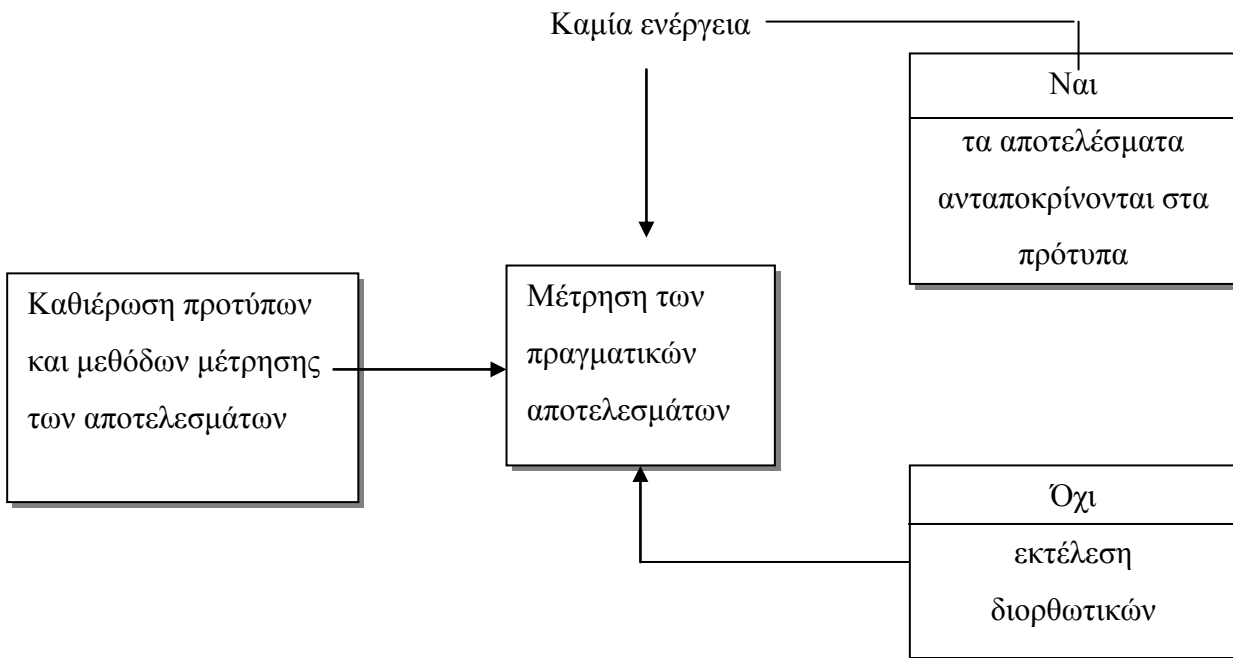 Καμία ενέργεια
Ναι
τα αποτελέσματα
ανταποκρίνονται στα
πρότυπα
Καθιέρωση προτύπων
και μεθόδων μέτρησης
των αποτελεσμάτων
Μέτρηση των
πραγματικών
αποτελεσμάτων
Όχι
εκτέλεση
διορθωτικών